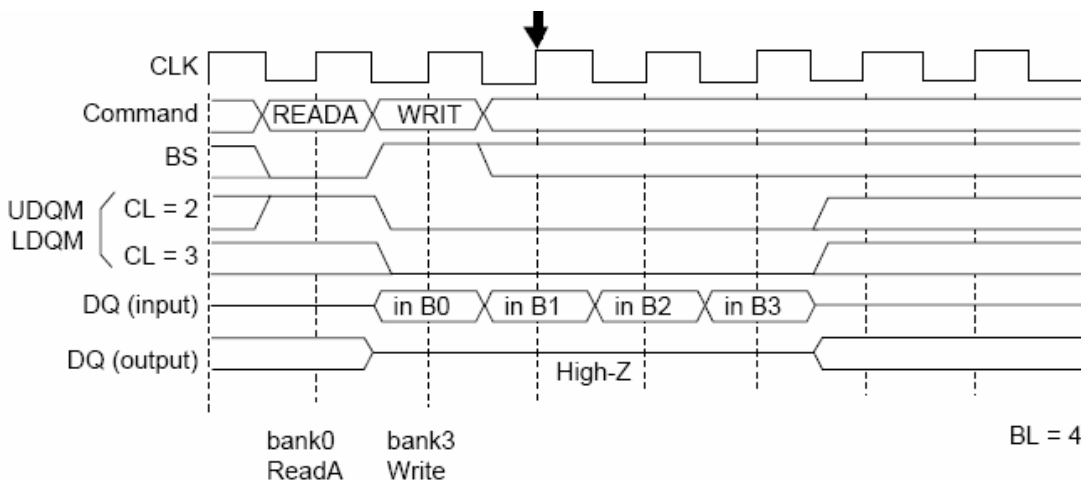 CLK
Command READA WRIT
BS
UDQM CL = 2
LDQM CL = 3
DQ (input) in B0 in B1 in B2 in B3
DQ (output) High-Z
bank0 bank3 BL = 4
ReadA Write